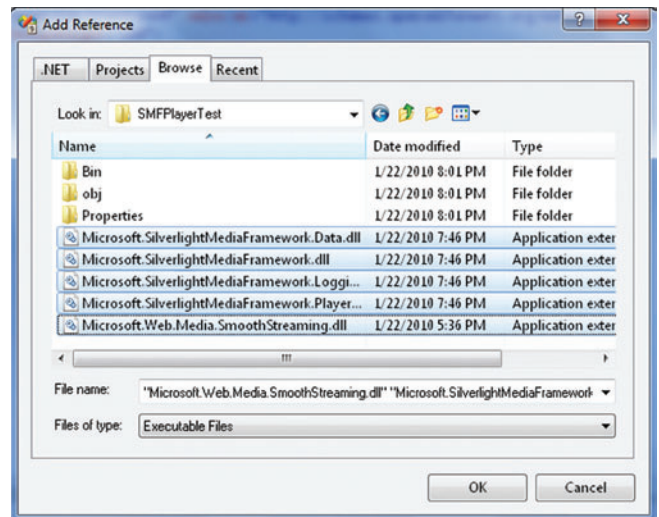 Add Reference
.NET Projects Browse Recent
Look in: SMFPlayerTest
Name Date modified Type
Bin 1/22/2010 8:01 PM File folder
obj 1/22/2010 8:01 PM File folder
Properties 1/22/2010 8:01 PM File folder
Microsoft.SilverlightMediaFramework.Data.dll 1/22/2010 7:46 PM Application exter
Microsoft.SilverlightMediaFramework.dll 1/22/2010 7:46 PM Application exter
Microsoft.SilverlightMediaFramework.Loggi... 1/22/2010 7:46 PM Application exter
Microsoft.SilverlightMediaFramework.Player... 1/22/2010 7:46 PM Application exter
Microsoft.Web.Media.SmoothStreaming.dll 1/22/2010 5:36 PM Application exter
File name: "Microsoft.Web.Media.SmoothStreaming.dll" "Microsoft.SilverlightMediaFramework
Files of type: Executable Files
OK Cancel